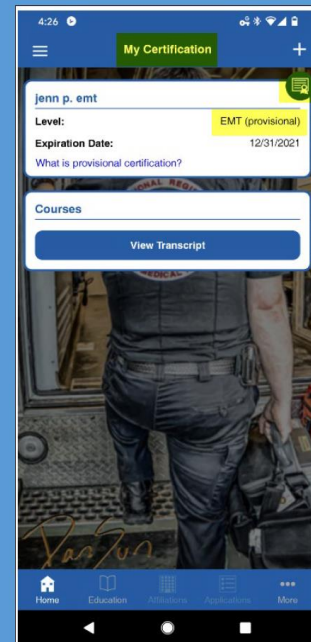 4:26
My Certification
+
jenn p. emt
Level: EMT (provisional)
Expiration Date: 12/31/2021
What is provisional certification?
Courses
View Transcript
Home Education Affiliations Applications More